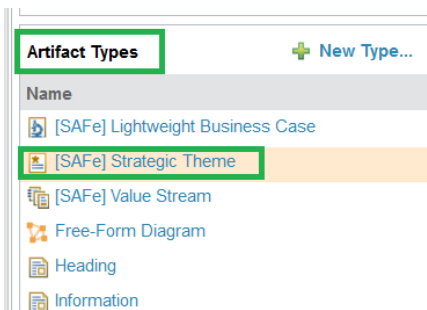 Artifact Types
New Type...
Name
[SAFe] Lightweight Business Case
[SAFe] Strategic Theme
[SAFe] Value Stream
Free-Form Diagram
Heading
Information